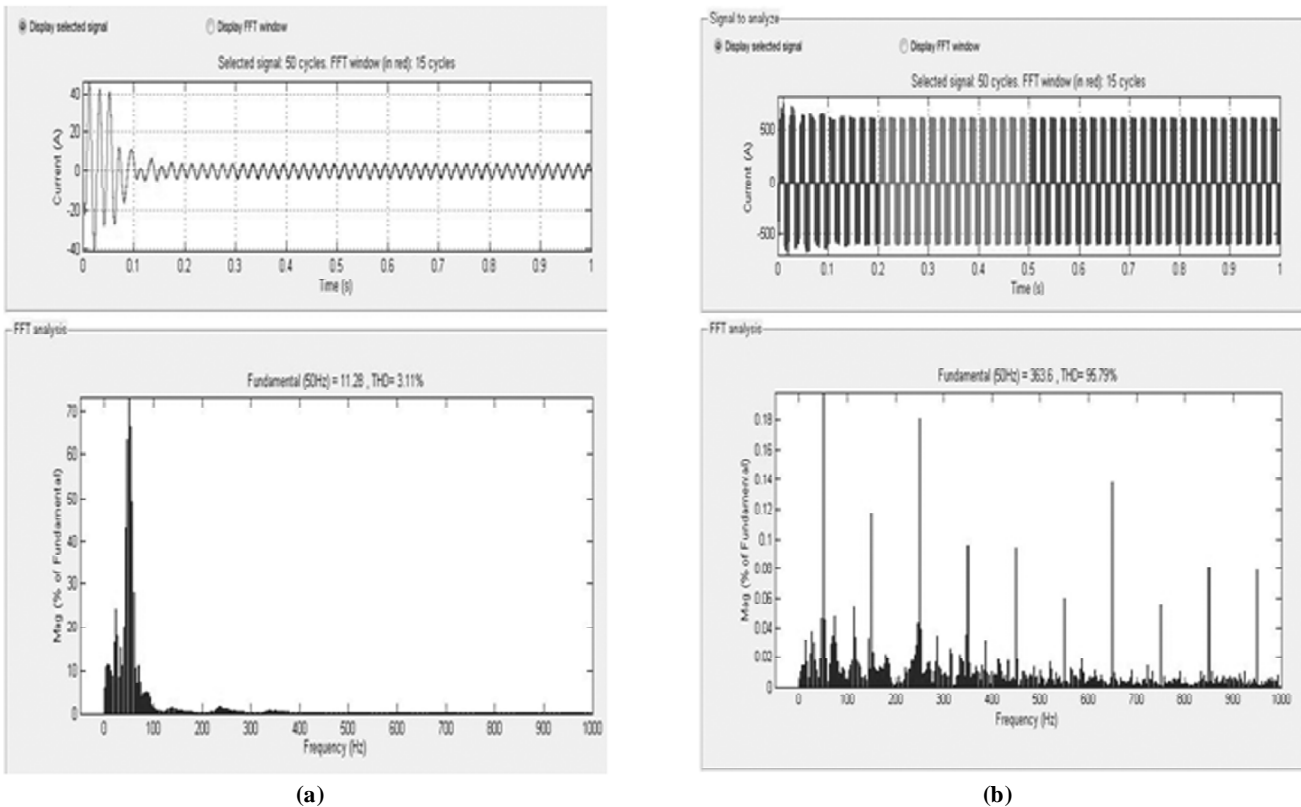 Display selected signal
Display FFT window
Selected signal: 50 cycles. FFT window (in red): 15 cycles
40
20
0
-20
-40
Current (A)
0 0.1 0.2 0.3 0.4 0.5 0.6 0.7 0.8 0.9 1
Time (s)
FFT analysis
Fundamental (50Hz) = 11.28 , THD= 3.11%
70
60
50
40
30
20
10
0
Mag (% of Fundamental)
0 100 200 300 400 500 600 700 800 900 1000
Frequency (Hz)
(a)
Signal to analyze
Display selected signal
Display FFT window
Selected signal: 50 cycles. FFT window (in red): 15 cycles
500
0
-500
Current (A)
0 0.1 0.2 0.3 0.4 0.5 0.6 0.7 0.8 0.9 1
Time (s)
FFT analysis
Fundamental (50Hz) = 363.6 , THD= 95.79%
0.18
0.16
0.14
0.12
0.1
0.08
0.06
0.04
0.02
0
Mag (% of Fundamental)
0 100 200 300 400 500 600 700 800 900 1000
Frequency (Hz)
(b)